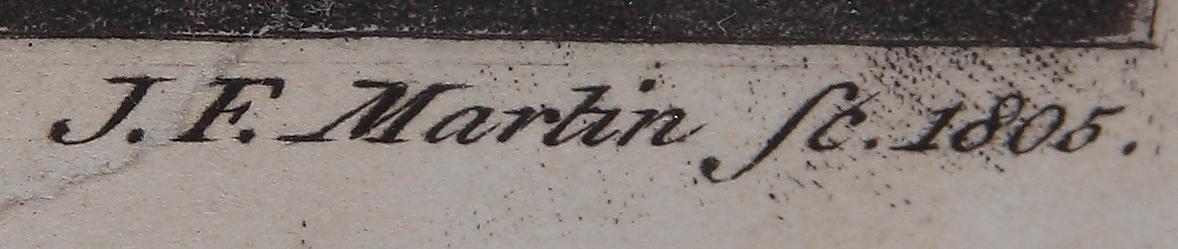 J. F. Martin ſc. 1805.